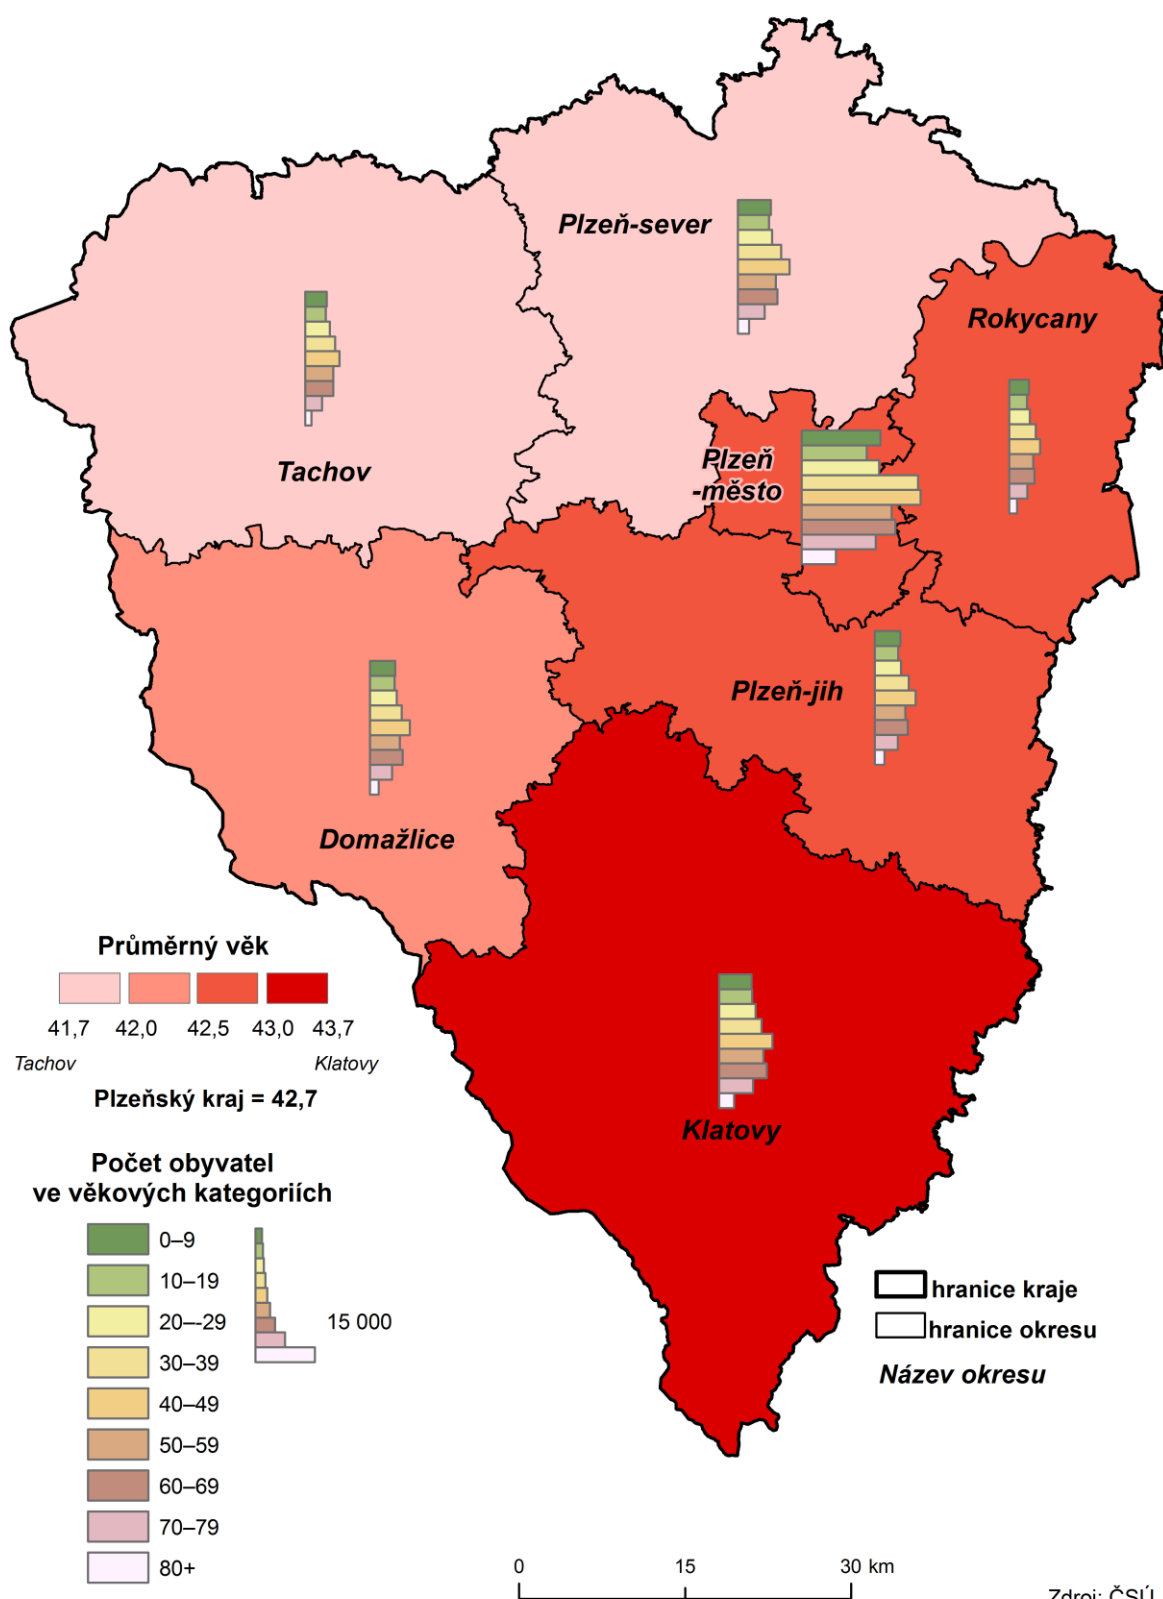 Plzeň-sever
Rokycany
Tachov
Plzeň
-město
Plzeň-jih
Domažlice
Klatovy
Průměrný věk
41,7 42,0 42,5 43,0 43,7
Tachov Klatovy
Plzeňský kraj = 42,7
Počet obyvatel
ve věkových kategoriích
0–9
10–19
20–-29
30–39
40–49
50–59
60–69
70–79
80+
15 000
hranice kraje
hranice okresu
Název okresu
0 15 30 km
Zdroj: ČSÚ